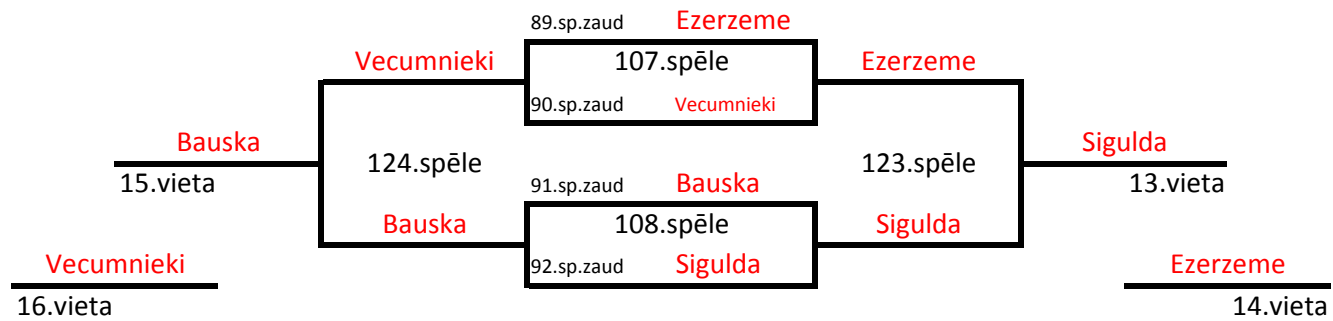 89.sp.zaud Ezerzeme
Vecumnieki 107.spēle Ezerzeme
90.sp.zaud Vecumnieki
Bauska 124.spēle 123.spēle Sigulda
15.vieta 91.sp.zaud Bauska 13.vieta
Bauska 108.spēle Sigulda
Vecumnieki 92.sp.zaud Sigulda Ezerzeme
16.vieta 14.vieta